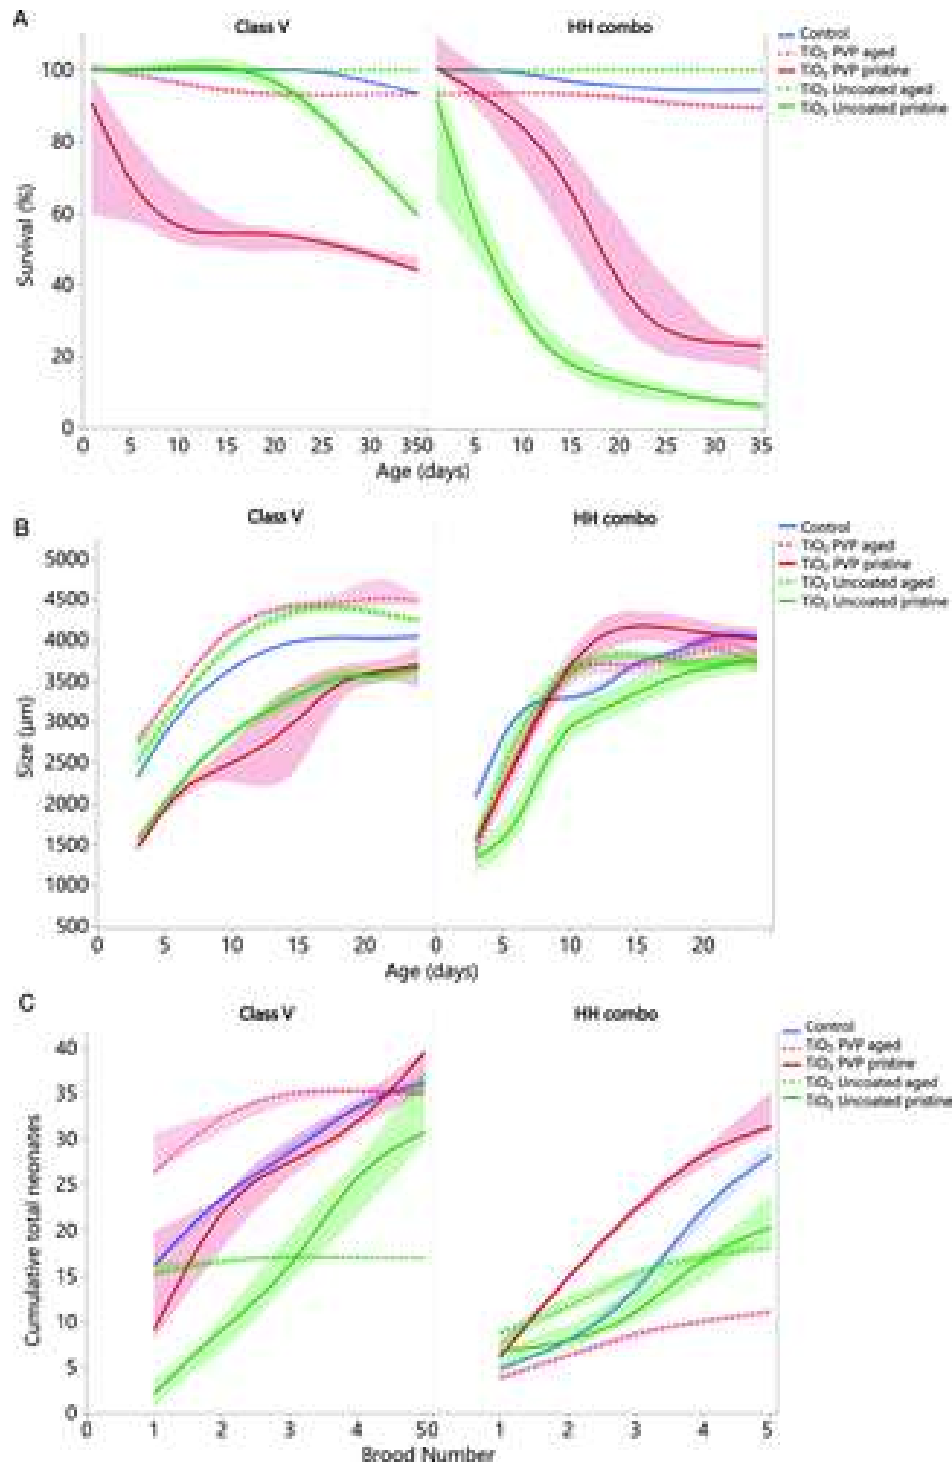 A
Class V
HH combo
Control
TiO₂ PVP aged
TiO₂ PVP pristine
TiO₂ Uncoated aged
TiO₂ Uncoated pristine
Survival (%)
100
80
60
40
20
0
0 5 10 15 20 25 30 350 5 10 15 20 25 30 35
Age (days)
B
Class V
HH combo
Control
TiO₂ PVP aged
TiO₂ PVP pristine
TiO₂ Uncoated aged
TiO₂ Uncoated pristine
Size (µm)
5000
4500
4000
3500
3000
2500
2000
1500
1000
500
0 5 10 15 20 0 5 10 15 20
Age (days)
C
Class V
HH combo
Control
TiO₂ PVP aged
TiO₂ PVP pristine
TiO₂ Uncoated aged
TiO₂ Uncoated pristine
Cumulative total neonates
40
35
30
25
20
15
10
5
0
0 1 2 3 4 50 1 2 3 4 5
Brood Number